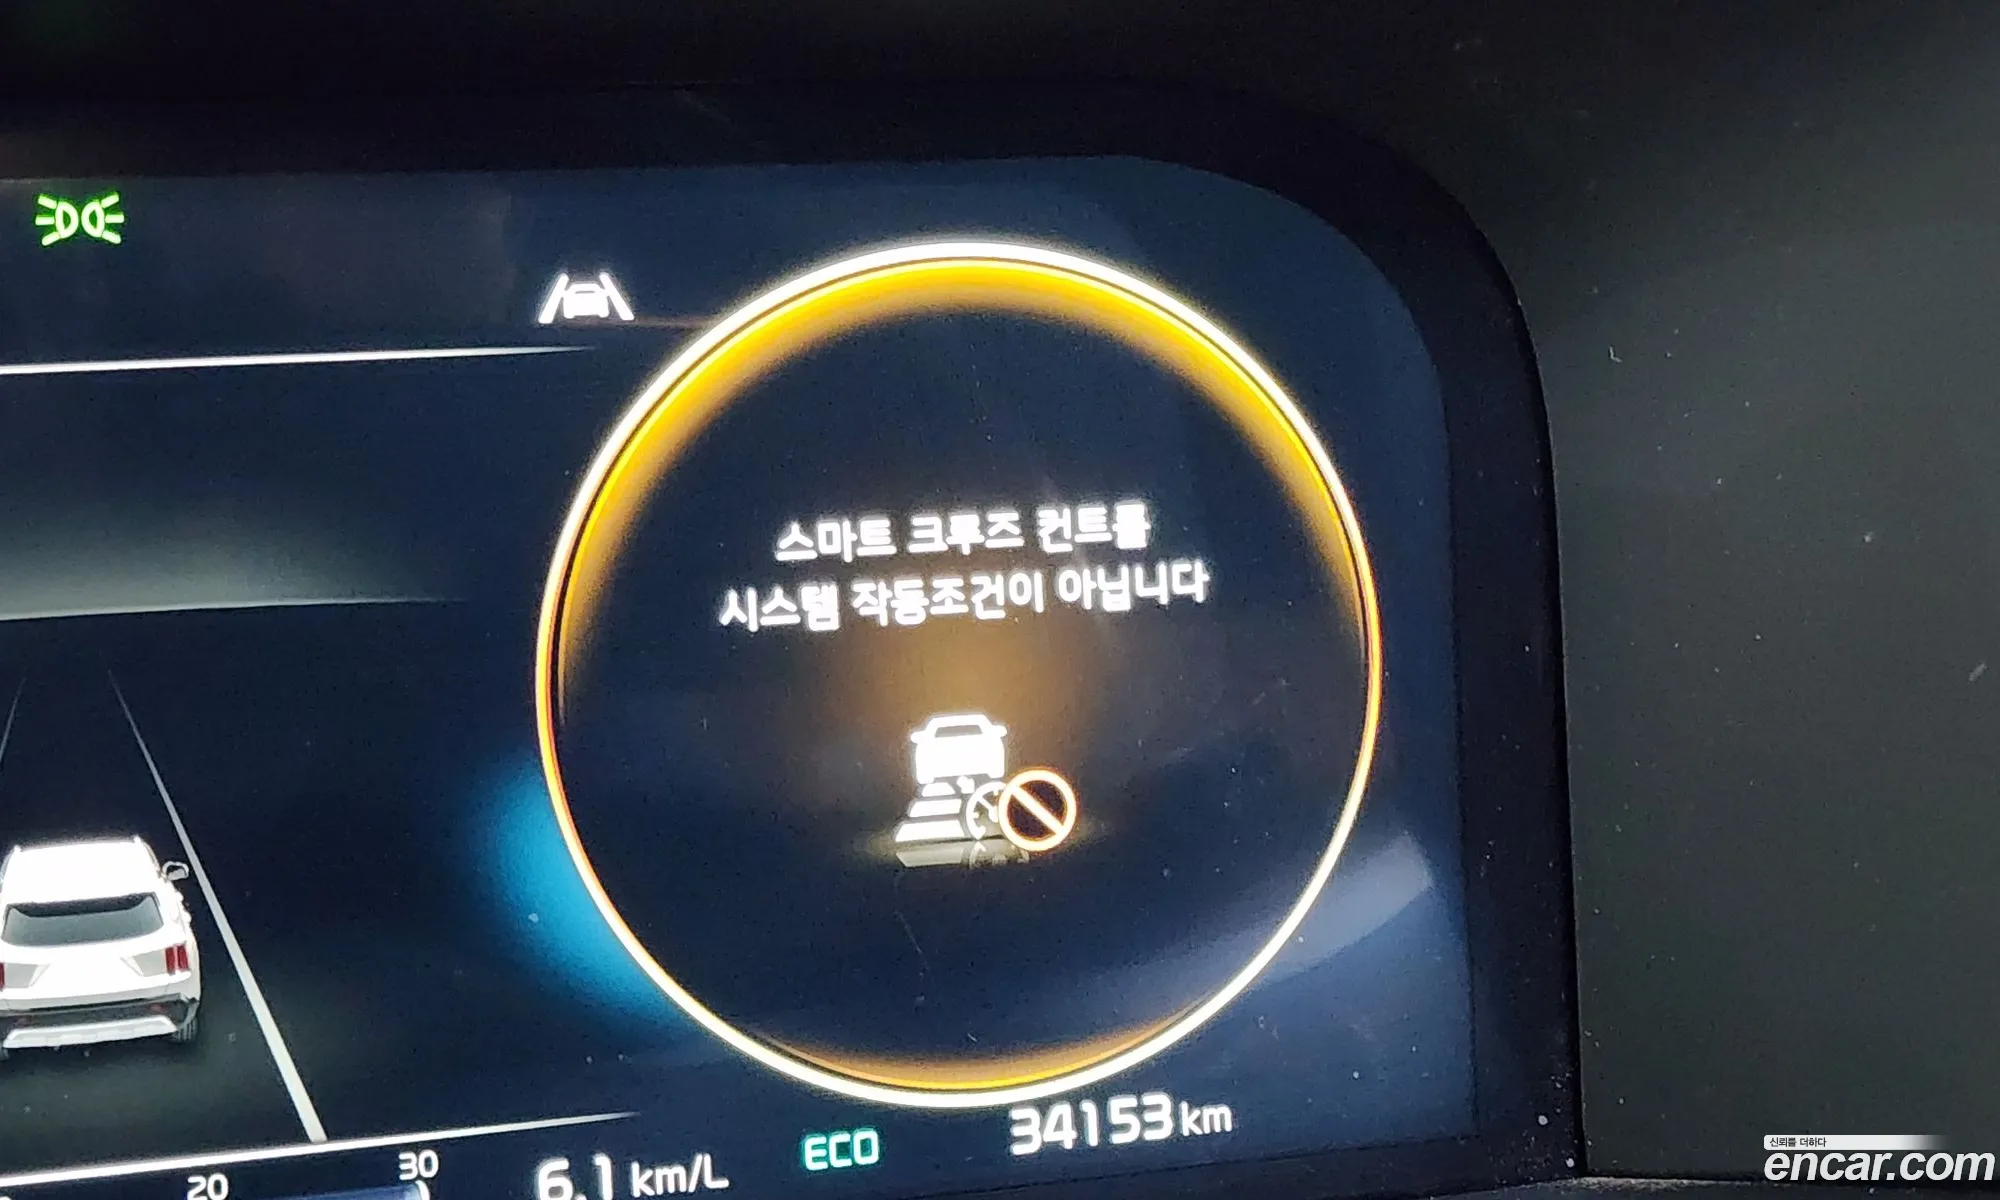 스마트 크루즈 컨트롤
시스템 작동조건이 아닙니다
34153 km
ECO
6.1 km/L
20
30
신뢰를 더하다
encar.com